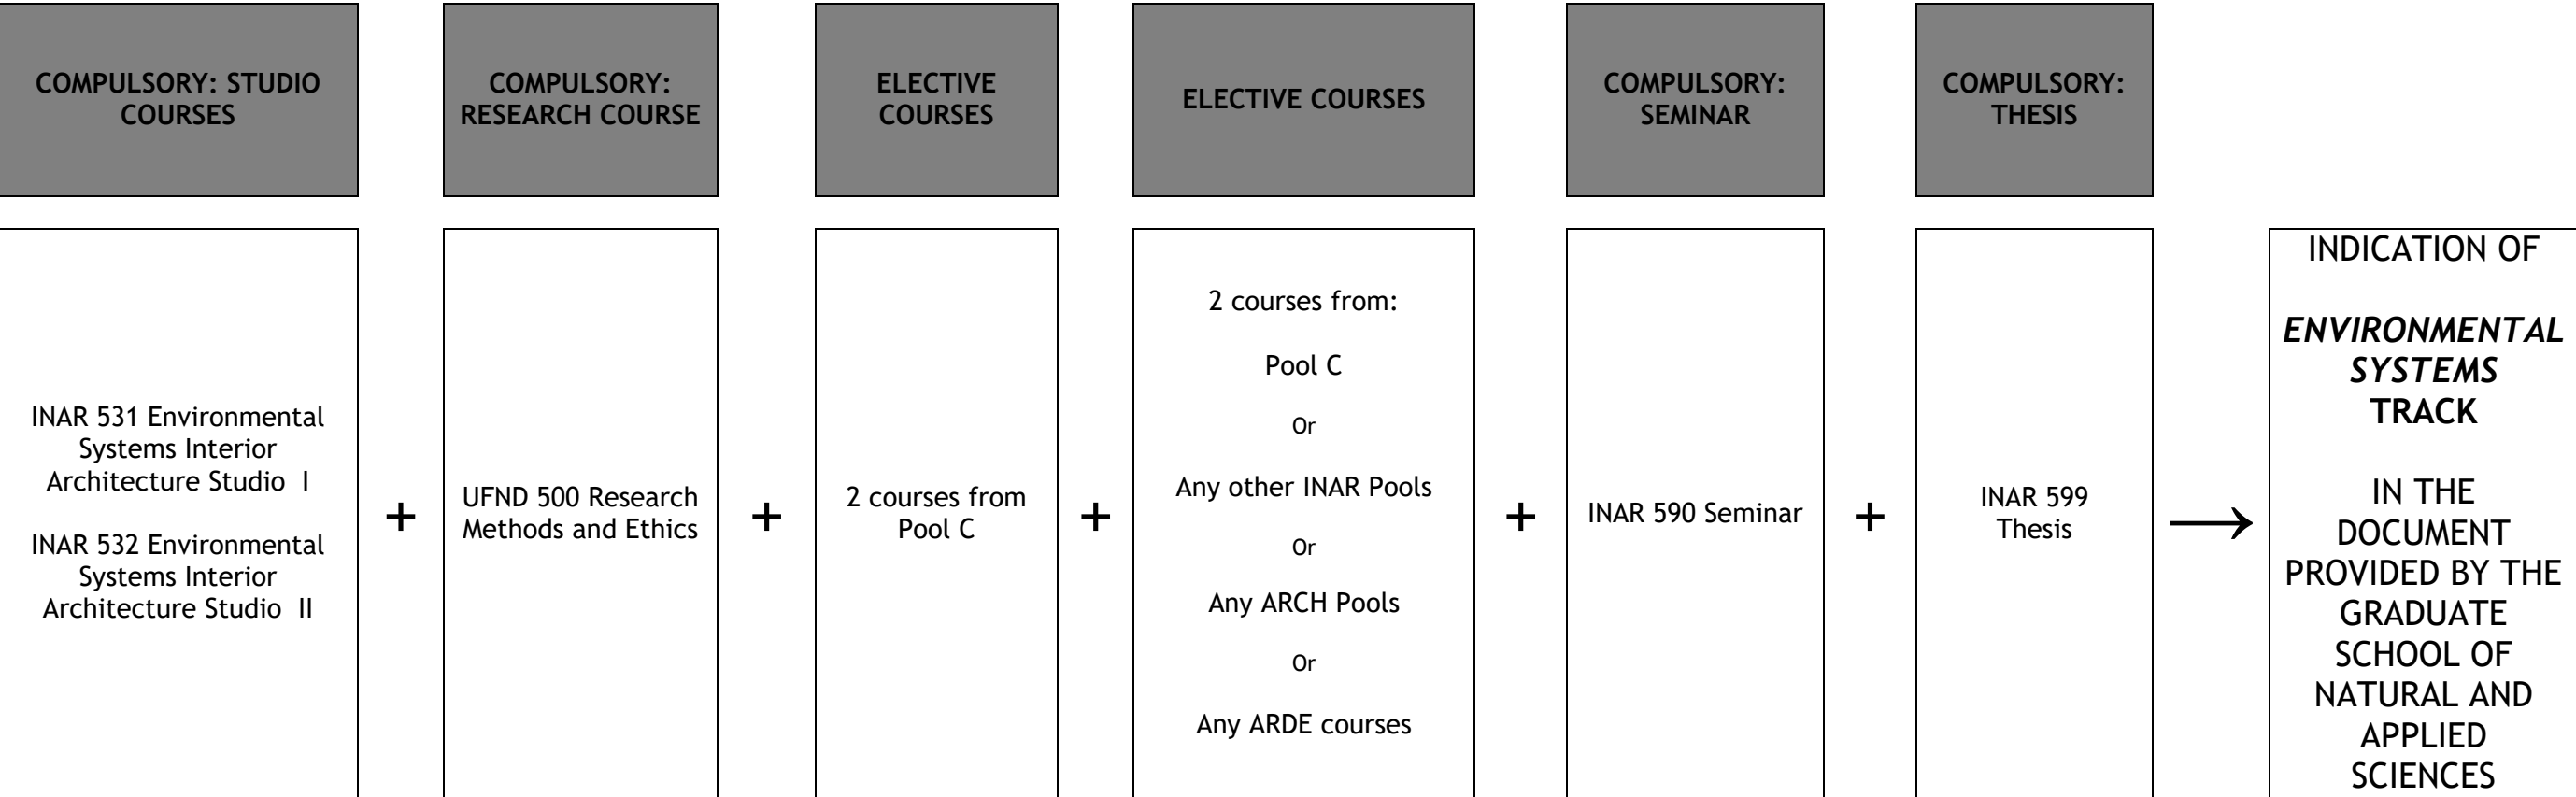 COMPULSORY: STUDIO
COURSES
COMPULSORY:
RESEARCH COURSE
ELECTIVE
COURSES
ELECTIVE COURSES
COMPULSORY:
SEMINAR
COMPULSORY:
THESIS
INAR 531 Environmental
Systems Interior
Architecture Studio I
INAR 532 Environmental
Systems Interior
Architecture Studio II
+
UFND 500 Research
Methods and Ethics
+
2 courses from
Pool C
+
2 courses from:
Pool C
Or
Any other INAR Pools
Or
Any ARCH Pools
Or
Any ARDE courses
+
INAR 590 Seminar
+
INAR 599
Thesis
→
INDICATION OF
ENVIRONMENTAL
SYSTEMS
TRACK
IN THE
DOCUMENT
PROVIDED BY THE
GRADUATE
SCHOOL OF
NATURAL AND
APPLIED
SCIENCES